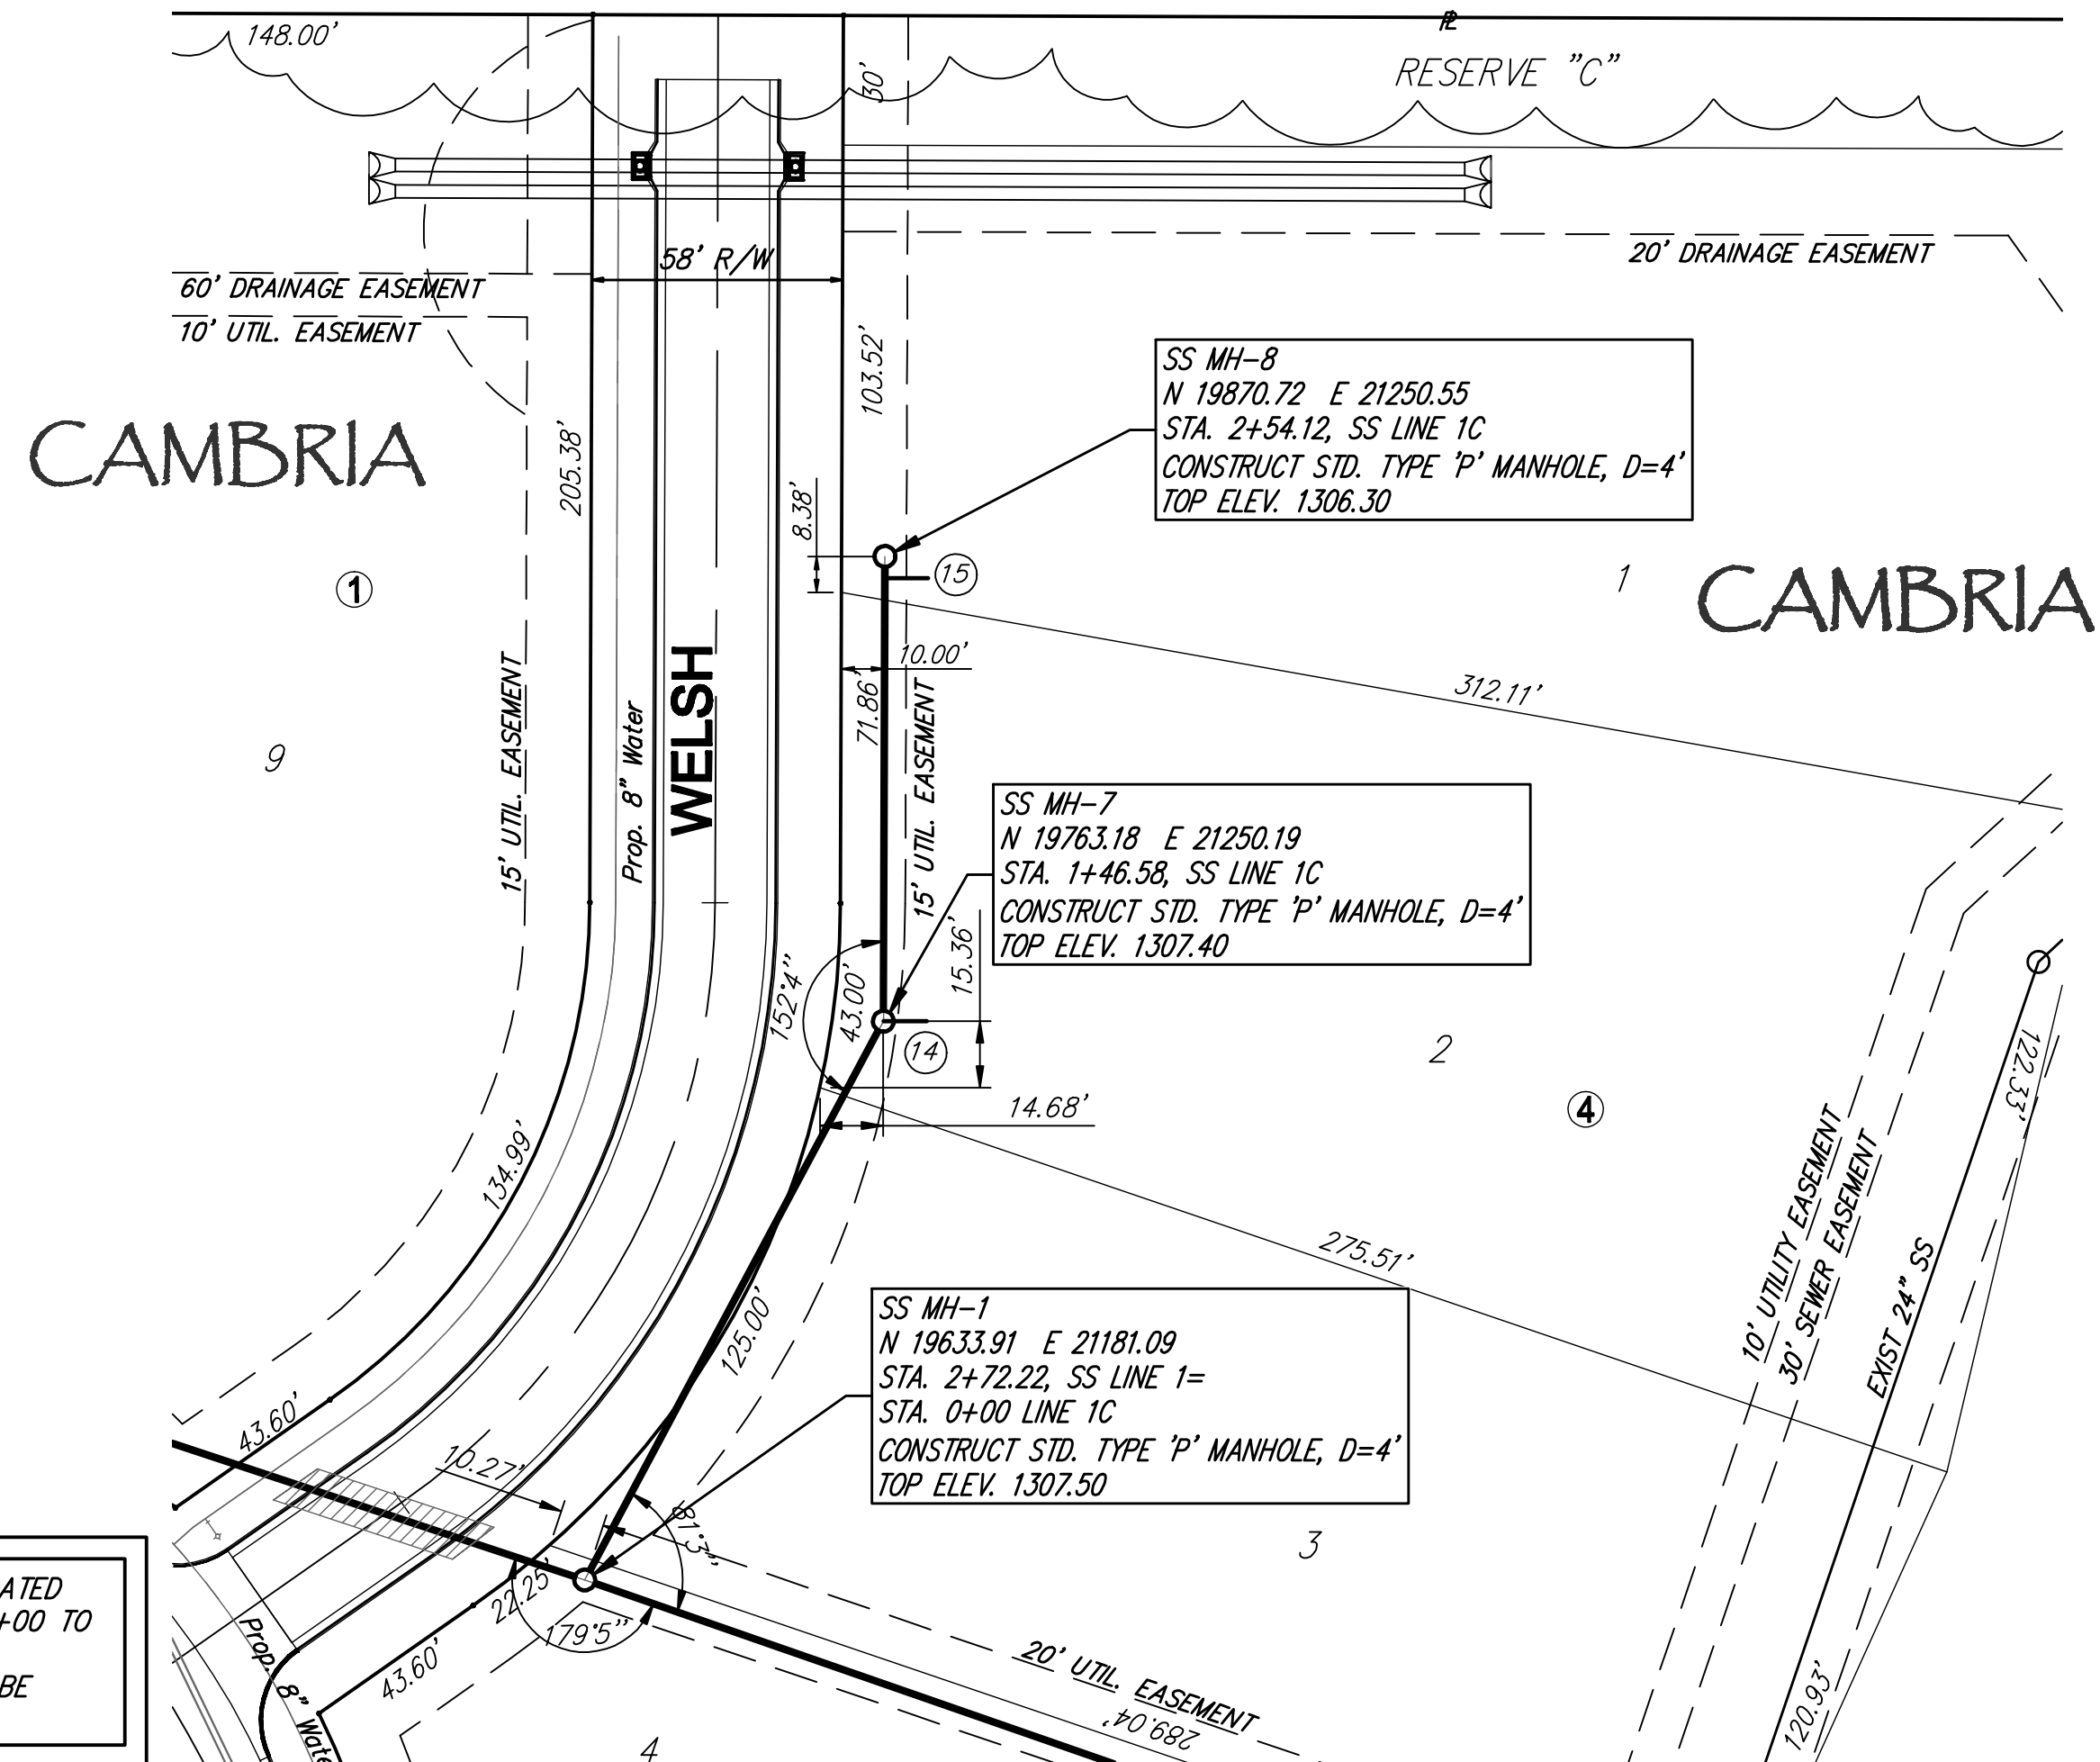 148.00'
30'
℄
RESERVE "C"
58' R/W
20' DRAINAGE EASEMENT
60' DRAINAGE EASEMENT
10' UTIL. EASEMENT
103.52'
205.38'
SS MH-8
N 19870.72 E 21250.55
STA. 2+54.12, SS LINE 1C
CONSTRUCT STD. TYPE 'P' MANHOLE, D=4'
TOP ELEV. 1306.30
CAMBRIA
8.38'
15
1
1
CAMBRIA
10.00'
71.86'
312.11'
15' UTIL. EASEMENT
Prop. 8" Water
WELSH
15' UTIL. EASEMENT
9
SS MH-7
N 19763.18 E 21250.19
STA. 1+46.58, SS LINE 1C
CONSTRUCT STD. TYPE 'P' MANHOLE, D=4'
TOP ELEV. 1307.40
15.36'
152°4"
43.00'
14
2
4
14.68'
122.33'
134.99'
275.51'
10' UTILITY EASEMENT
30' SEWER EASEMENT
EXIST 24" SS
125.00'
SS MH-1
N 19633.91 E 21181.09
STA. 2+72.22, SS LINE 1=
STA. 0+00 LINE 1C
CONSTRUCT STD. TYPE 'P' MANHOLE, D=4'
TOP ELEV. 1307.50
43.60'
10.27'
81°3"
3
22.25'
179°5"
43.60'
20' UTIL. EASEMENT
289.04'
120.93'
4
Prop. 8" Wate
ATED
+00 TO
BE